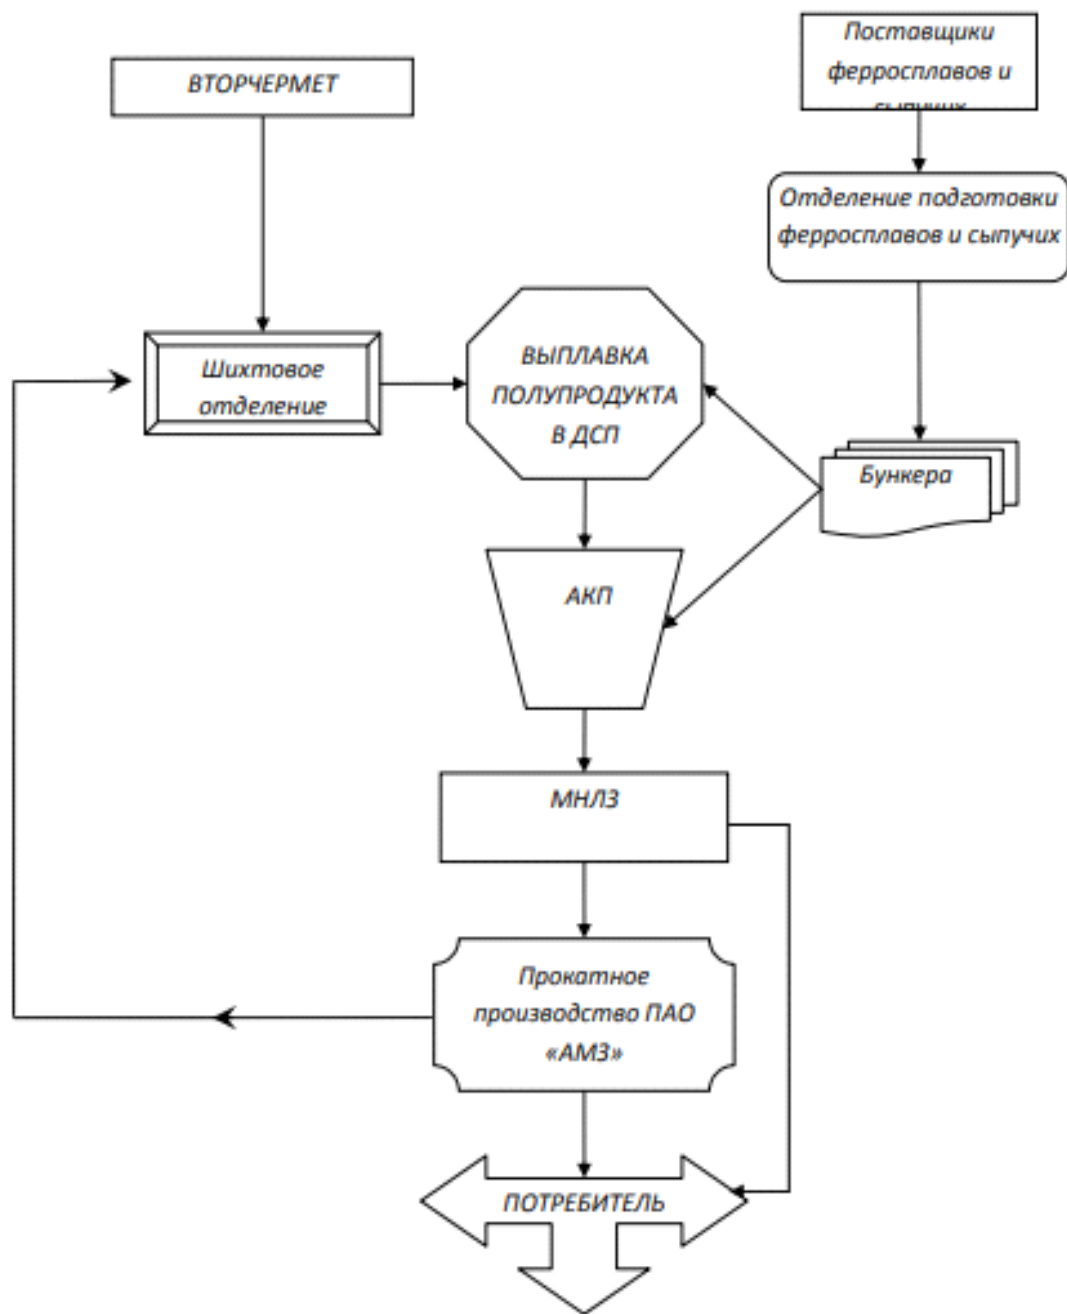 ВТОРЧЕРМЕТ
Поставщики
ферросплавов и
сыпучих
Отделение подготовки
ферросплавов и сыпучих
Шихтовое
отделение
ВЫПЛАВКА
ПОЛУПРОДУКТА
В ДСП
Бункера
АКП
МНЛЗ
Прокатное
производство ПАО
«АМЗ»
ПОТРЕБИТЕЛЬ